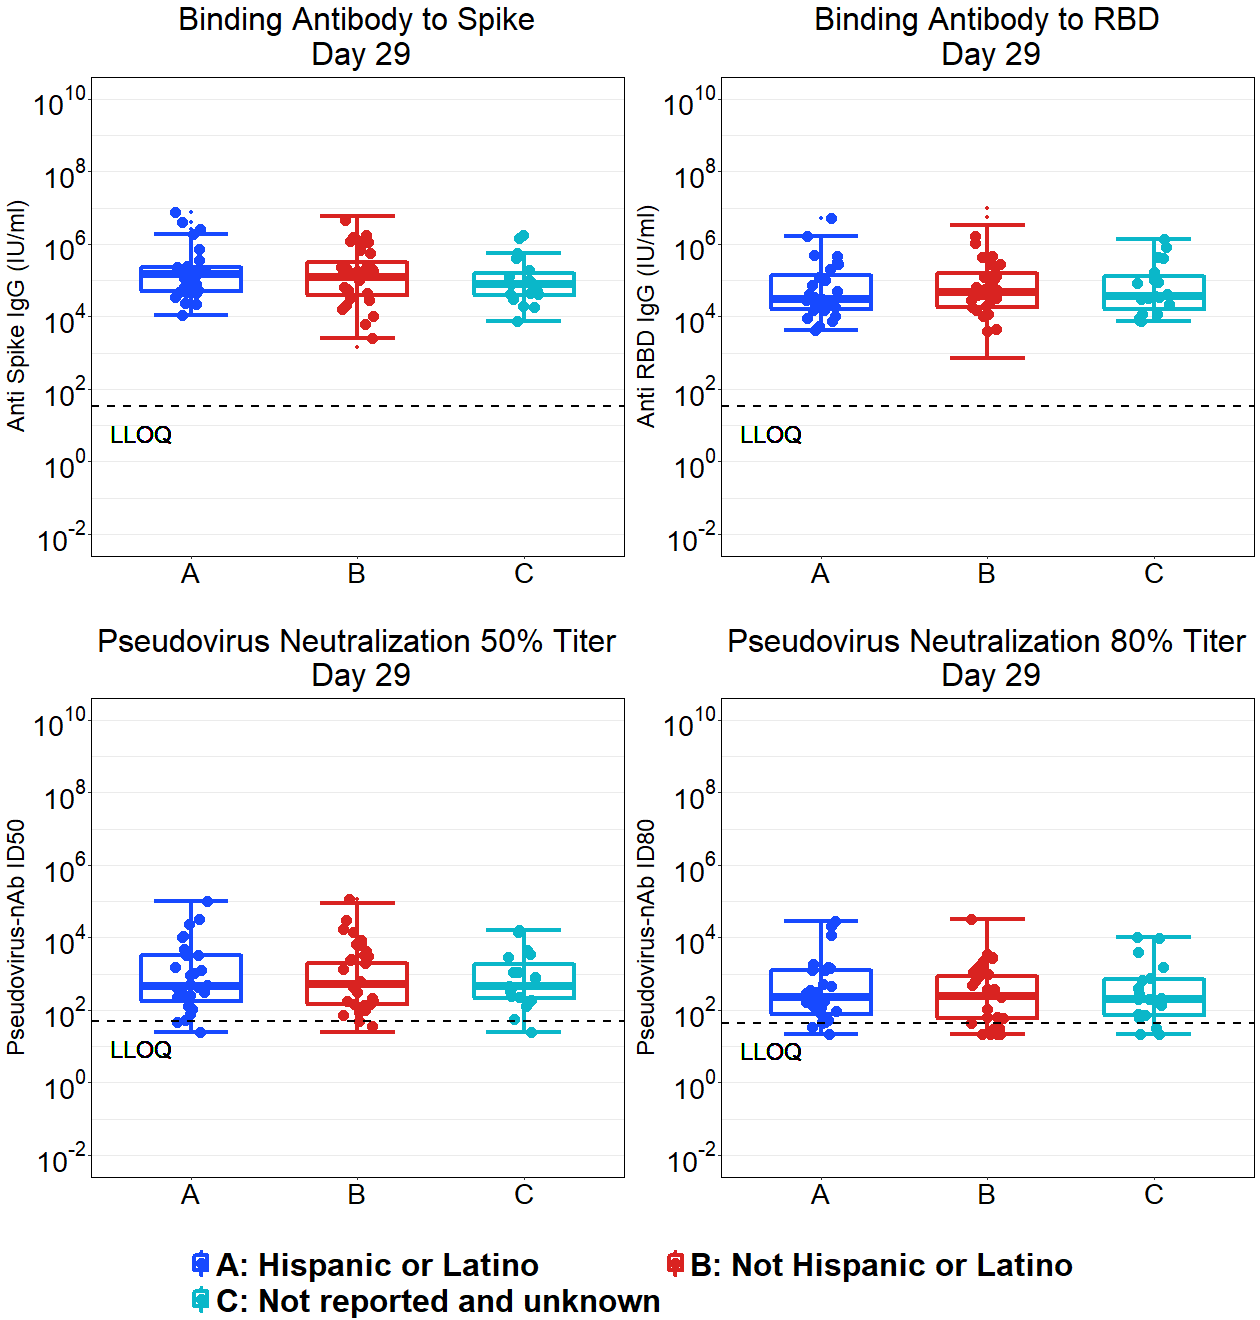 Binding Antibody to Spike
Day 29
Anti Spike IgG (IU/ml)
10^10
10^8
10^6
10^4
10^2
10^0
10^-2
LLOQ
A B C
Binding Antibody to RBD
Day 29
Anti RBD IgG (IU/ml)
10^10
10^8
10^6
10^4
10^2
10^0
10^-2
LLOQ
A B C
Pseudovirus Neutralization 50% Titer
Day 29
Pseudovirus-nAb ID50
10^10
10^8
10^6
10^4
10^2
10^0
10^-2
LLOQ
A B C
Pseudovirus Neutralization 80% Titer
Day 29
Pseudovirus-nAb ID80
10^10
10^8
10^6
10^4
10^2
10^0
10^-2
LLOQ
A B C
A: Hispanic or Latino
B: Not Hispanic or Latino
C: Not reported and unknown